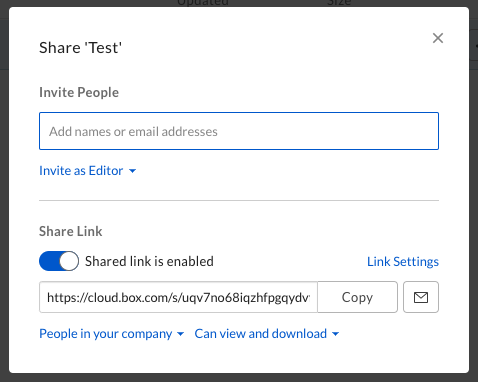 Updated Size
Share 'Test'
Invite People
Add names or email addresses
Invite as Editor
Share Link
Shared link is enabled
Link Settings
https://cloud.box.com/s/uqv7no68iqzhfpgqydv
Copy
People in your company
Can view and download